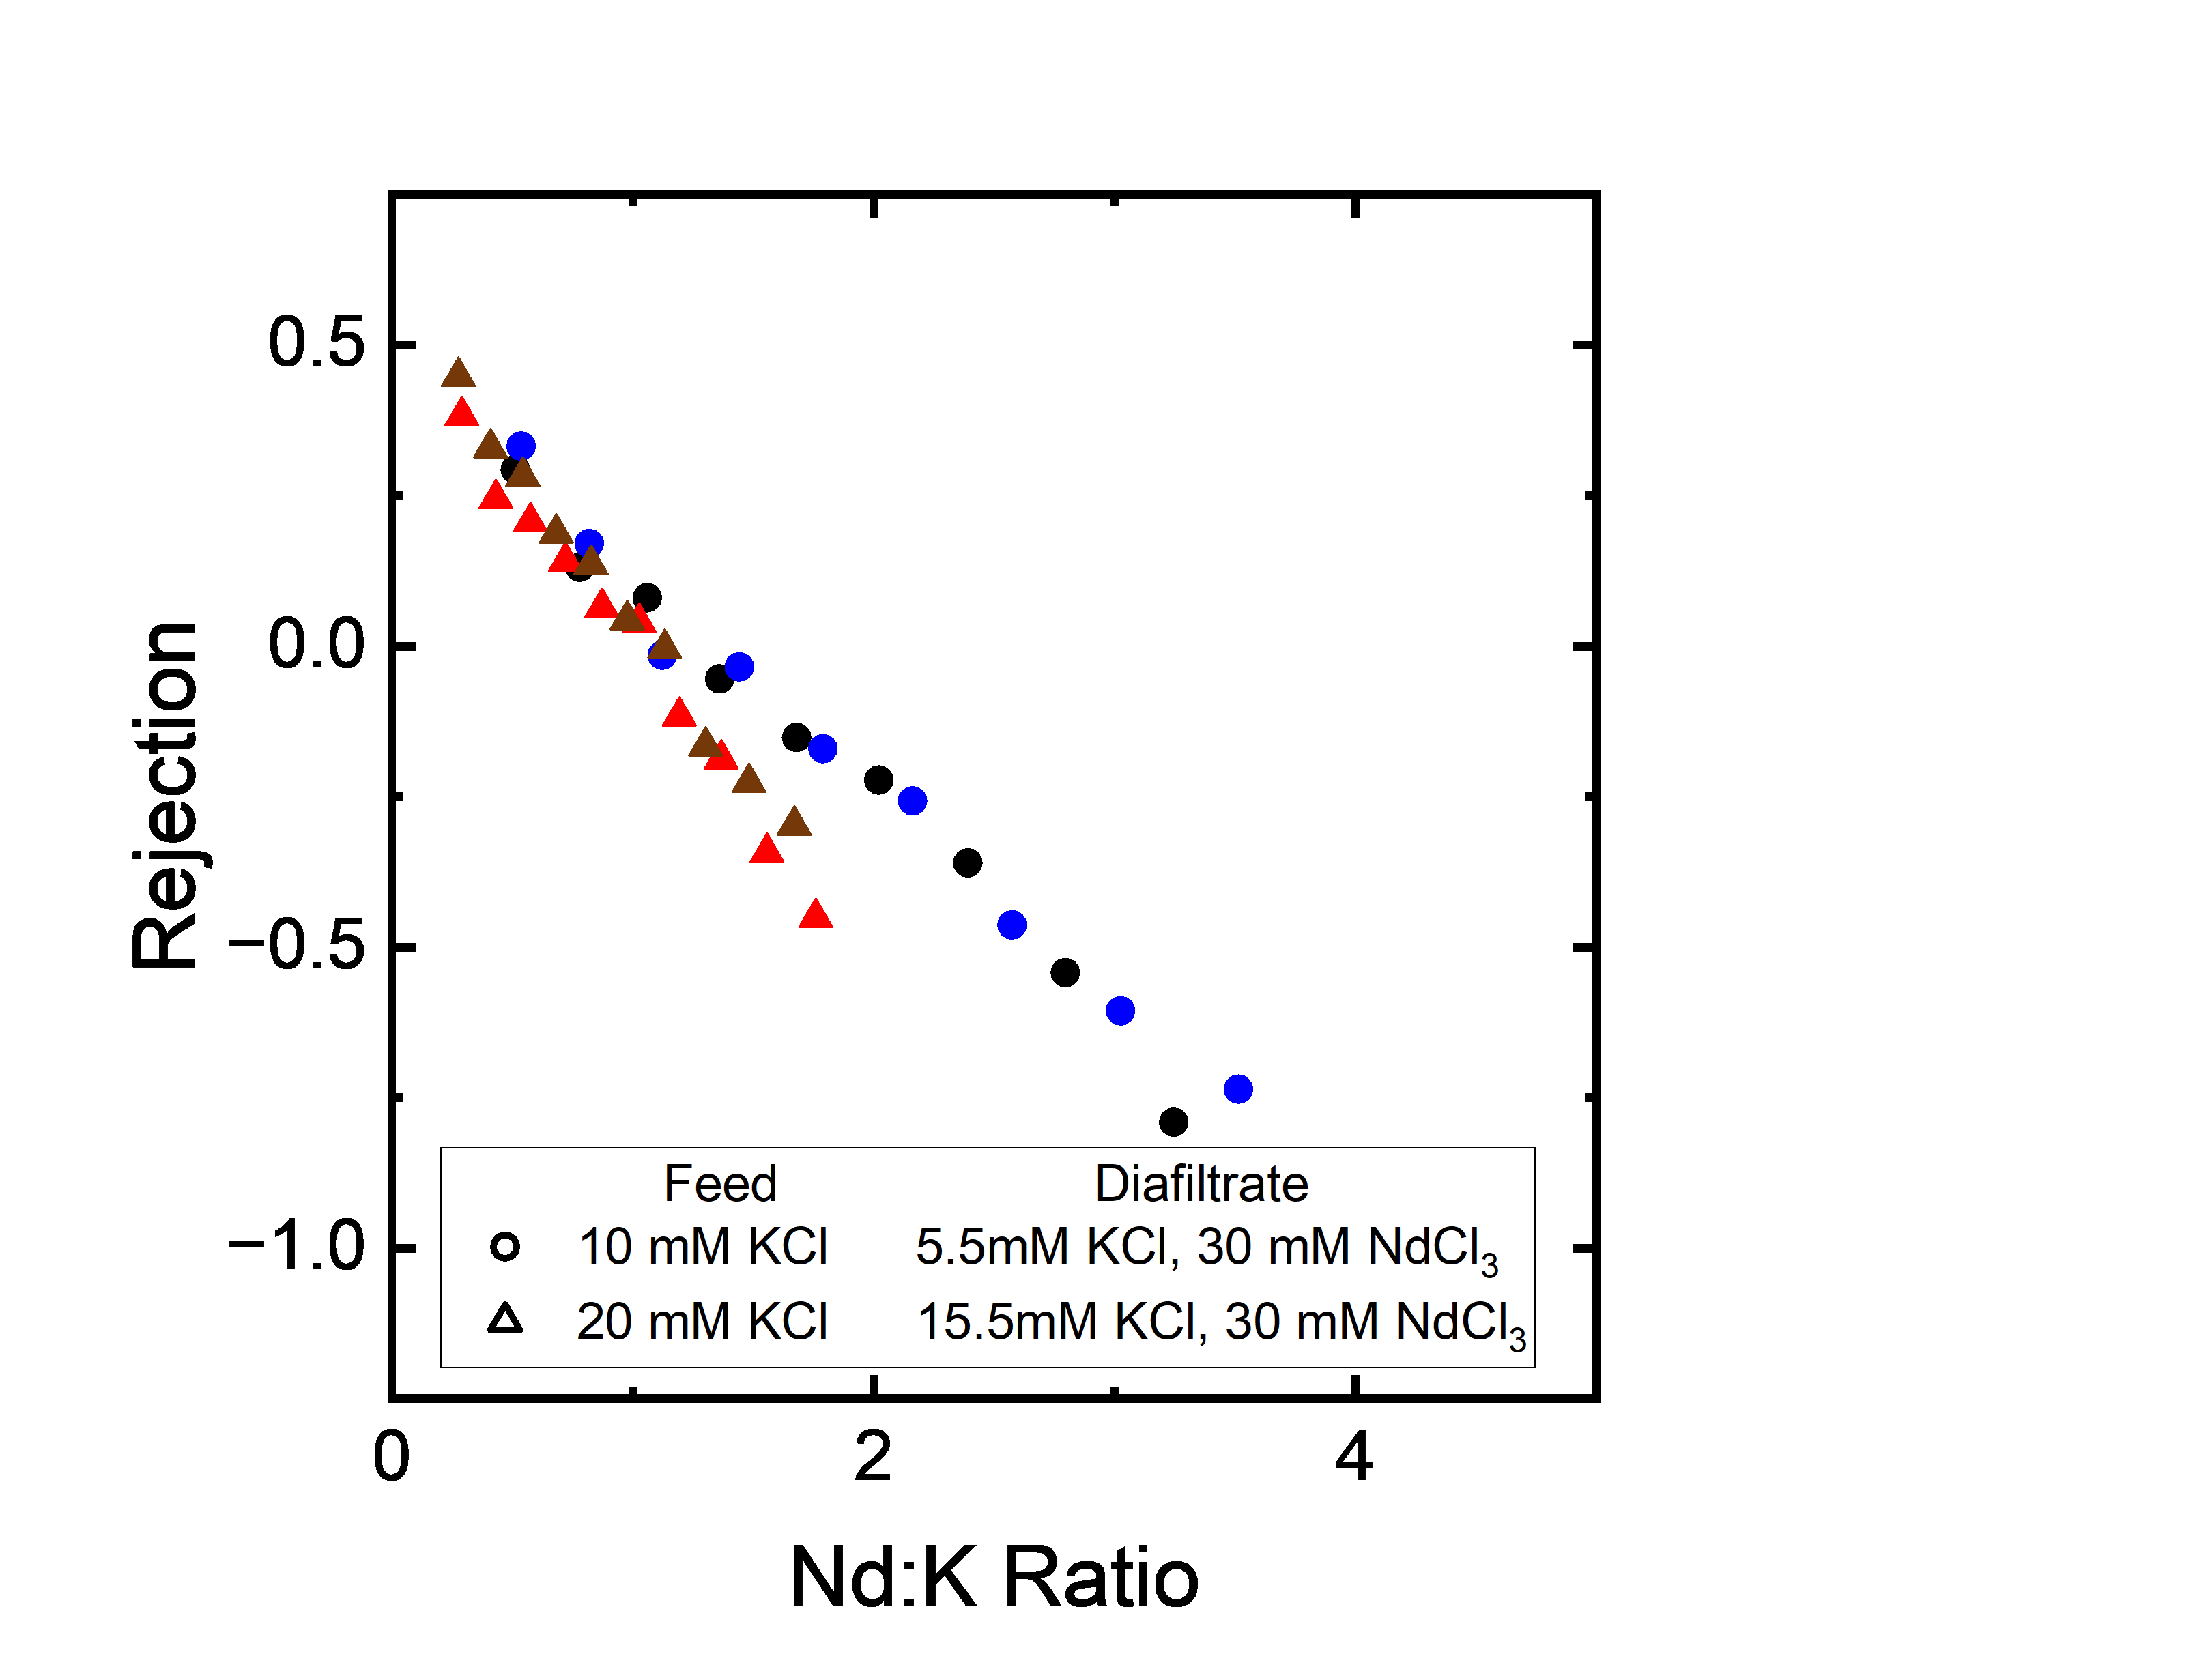 0.5
0.0
−0.5
−1.0
Rejection
Feed Diafiltrate
10 mM KCl 5.5mM KCl, 30 mM NdCl₃
20 mM KCl 15.5mM KCl, 30 mM NdCl₃
0 2 4
Nd:K Ratio